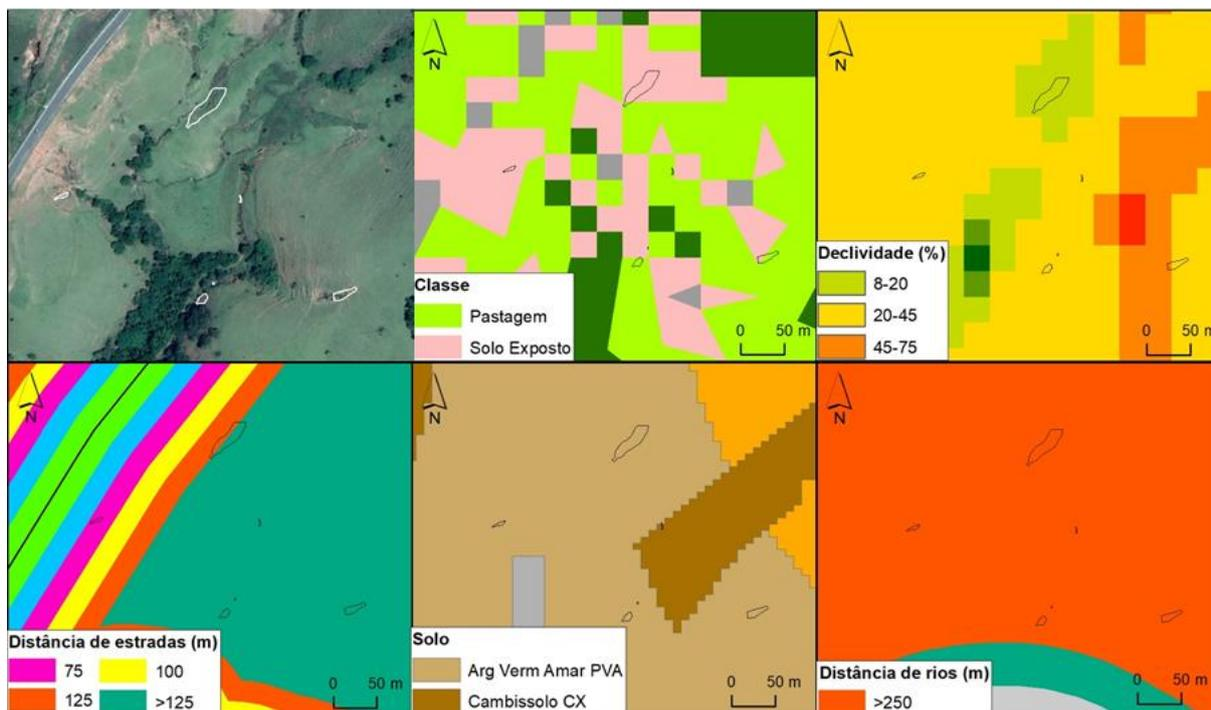 N
Classe
Pastagem
Solo Exposto
0 50 m
N
Declividade (%)
8-20
20-45
45-75
0 50 m
N
Distância de estradas (m)
75 100
125 >125
0 50 m
N
Solo
Arg Verm Amar PVA
Cambissolo CX
0 50 m
N
Distância de rios (m)
>250
0 50 m